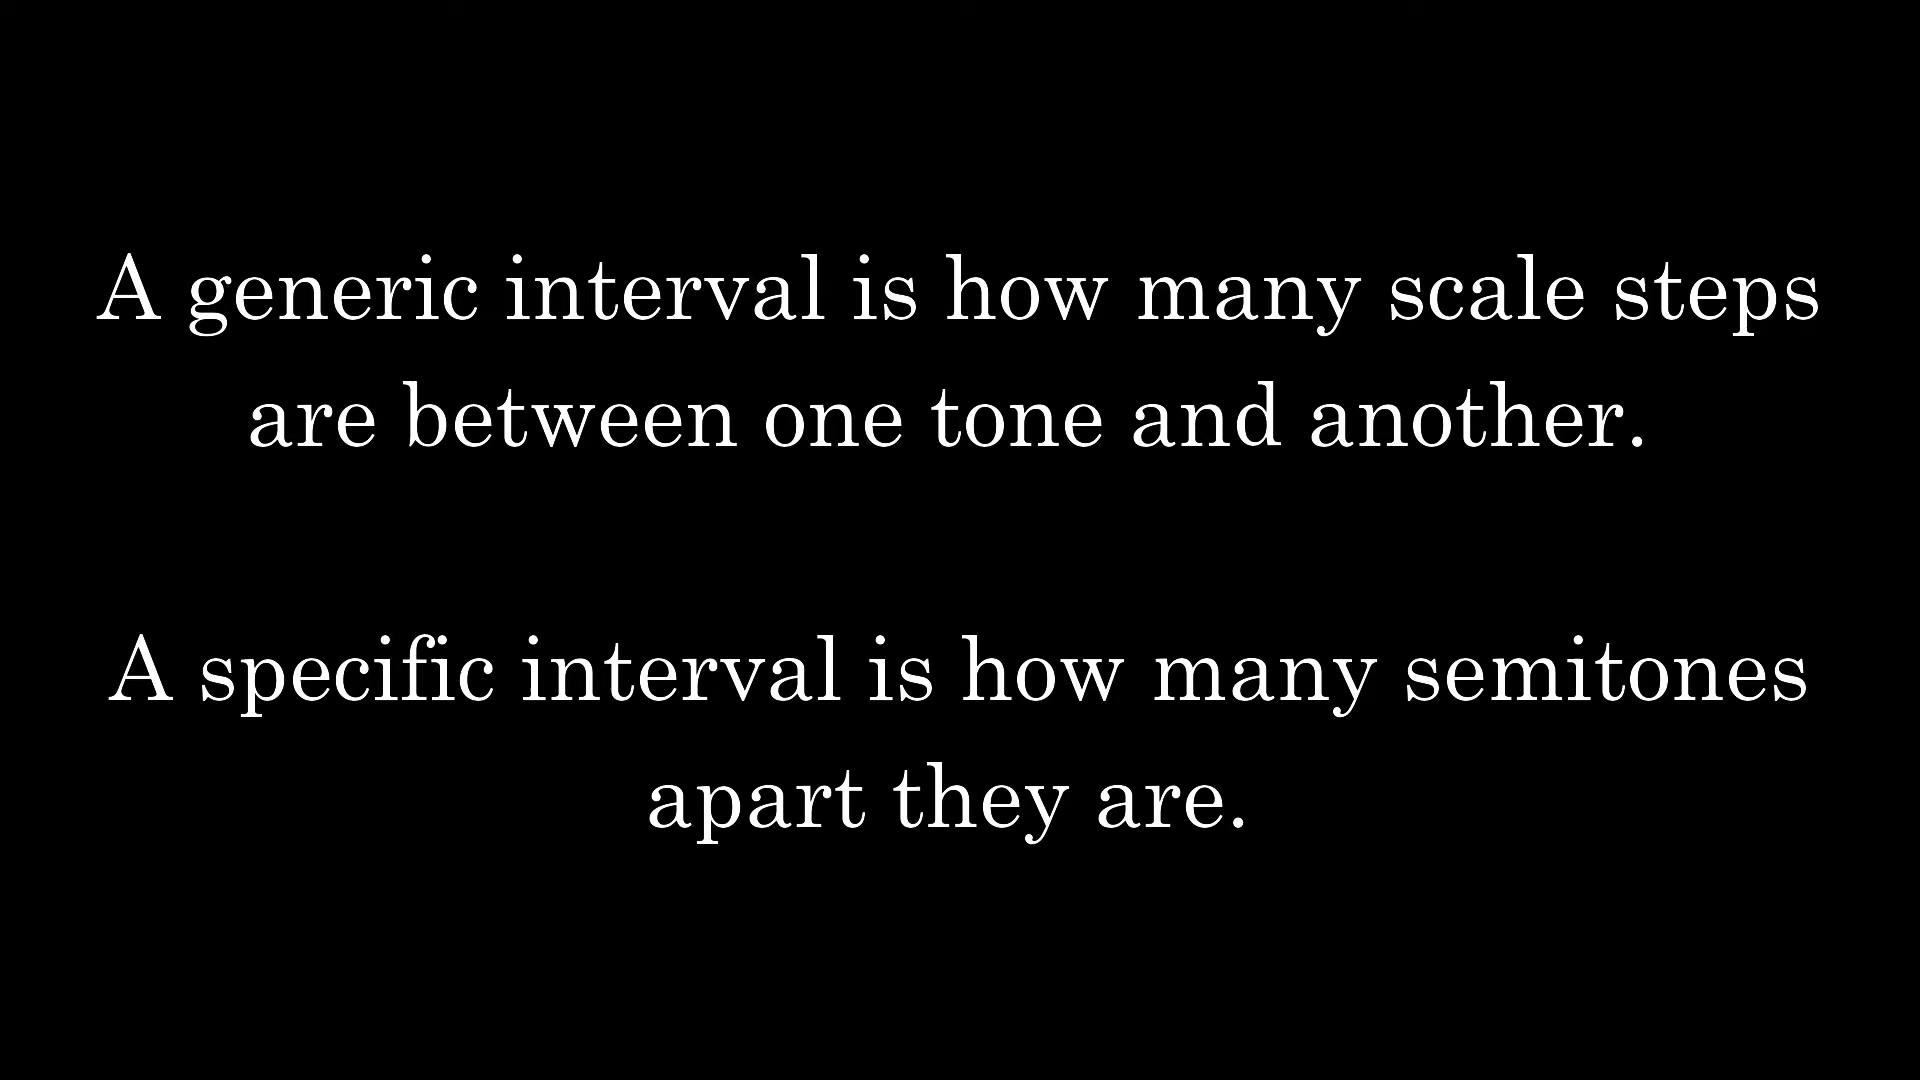 A generic interval is how many scale steps
are between one tone and another.
A specific interval is how many semitones
apart they are.